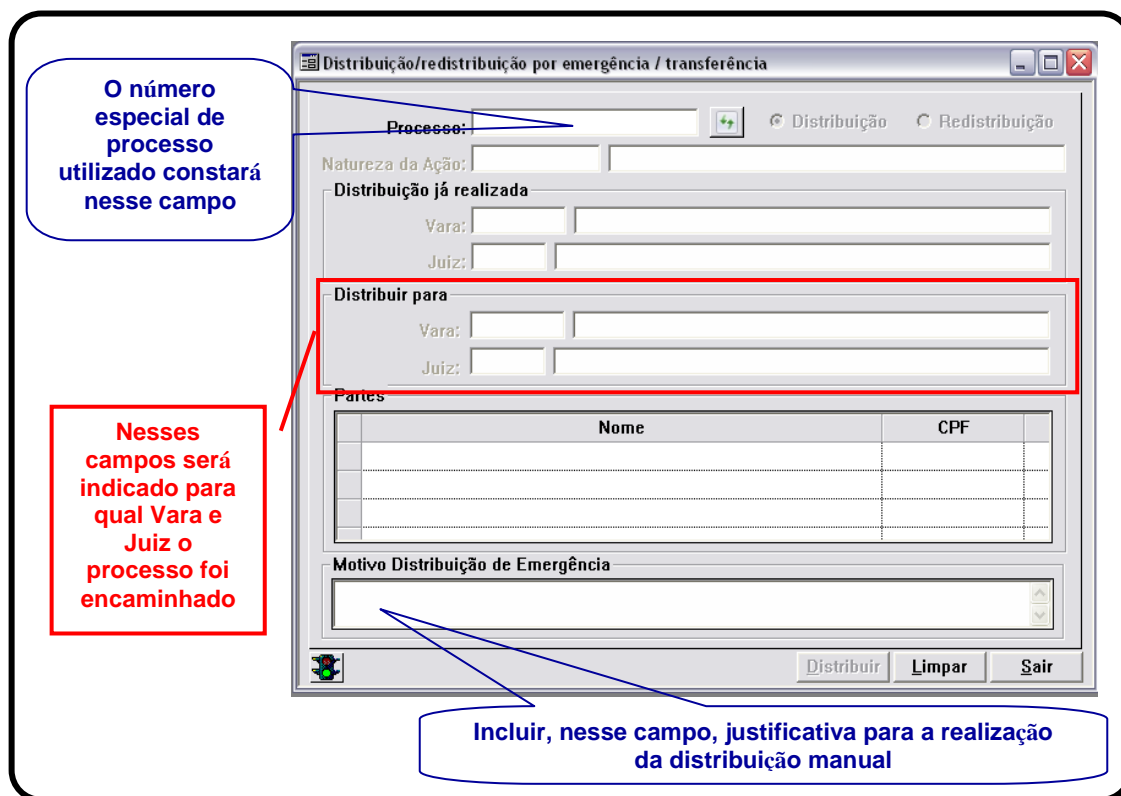 Distribuição/redistribuição por emergência / transferência
O número
especial de
processo
utilizado constará
nesse campo
Processo:
Distribuição
Redistribuição
Natureza da Ação:
Distribuição já realizada
Vara:
Juiz:
Distribuir para
Vara:
Juiz:
Nesses
campos será
indicado para
qual Vara e
Juiz o
processo foi
encaminhado
Partes
Nome
CPF
Motivo Distribuição de Emergência
Distribuir
Limpar
Sair
Incluir, nesse campo, justificativa para a realização
da distribuição manual